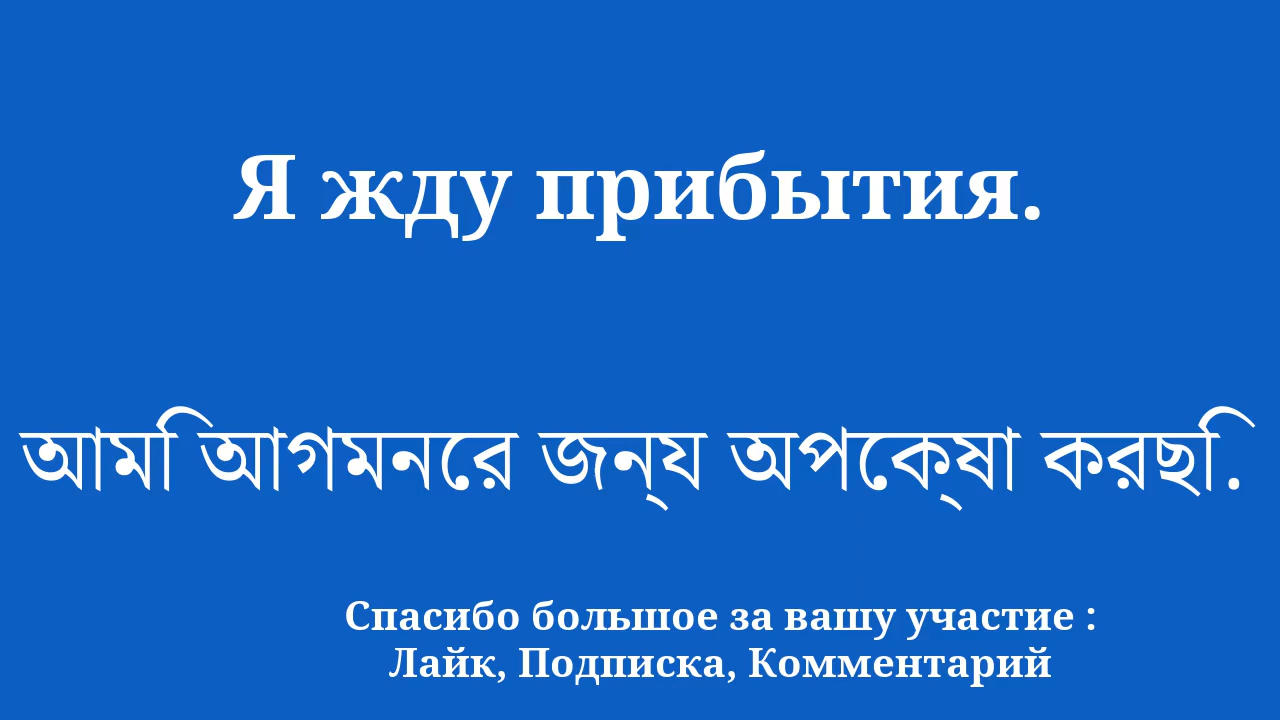 Я жду прибытия.
আমি আগমনের জন্য অপেক্ষা করছি.
Спасибо большое за вашу участие :
Лайк, Подписка, Комментарий